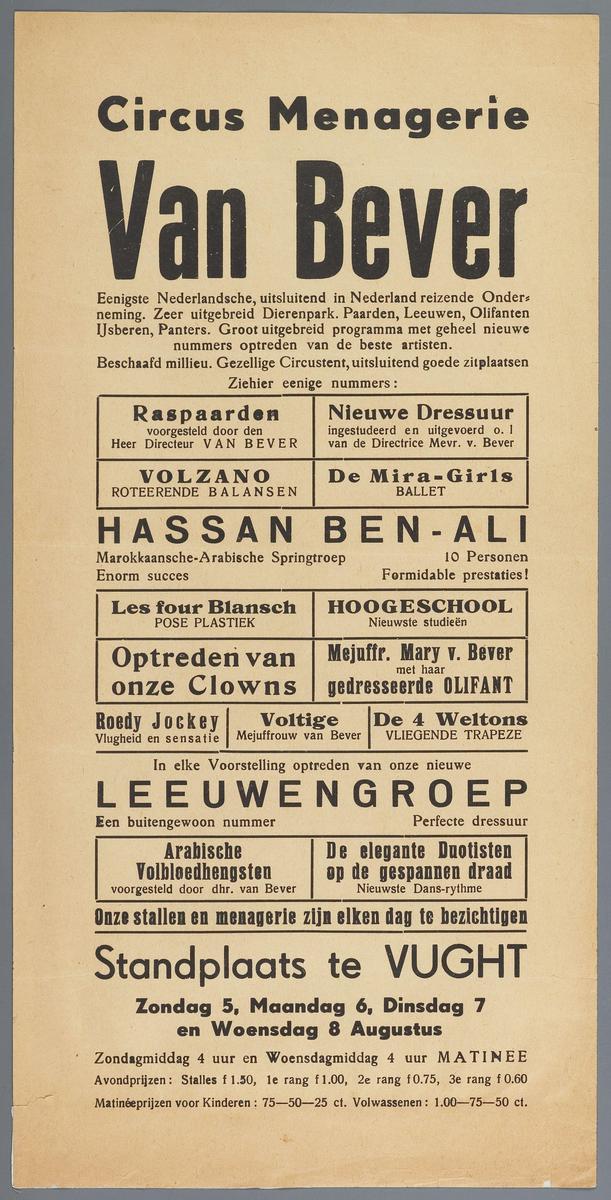 Circus Menagerie
Van Bever
Eenigste Nederlandsche, uitsluitend in Nederland reizende Onder-
neming. Zeer uitgebreid Dierenpark. Paarden, Leeuwen, Olifanten
IJsberen, Panters. Groot uitgebreid programma met geheel nieuwe
nummers optreden van de beste artisten.
Beschaafd millieu. Gezellige Circustent, uitsluitend goede zitplaatsen
Ziehier eenige nummers:
Raspaarden
voorgesteld door den
Heer Directeur VAN BEVER
Nieuwe Dressuur
ingestudeerd en uitgevoerd o. l
van de Directrice Mevr. v. Bever
VOLZANO
ROTEERENDE BALANSEN
De Mira-Girls
BALLET
HASSAN BEN-ALI
Marokkaansche-Arabische Springtroep 10 Personen
Enorm succes Formidable prestaties!
Les four Blansch
POSE PLASTIEK
HOOGESCHOOL
Nieuwste studieën
Optreden van
onze Clowns
Mejuffr. Mary v. Bever
met haar
gedresseerde OLIFANT
Roedy Jockey
Vlugheid en sensatie
Voltige
Mejuffrouw van Bever
De 4 Weltons
VLIEGENDE TRAPEZE
In elke Voorstelling optreden van onze nieuwe
LEEUWENGROEP
Een buitengewoon nummer Perfecte dressuur
Arabische
Volbloedhengsten
voorgesteld door dhr. van Bever
De elegante Duotisten
op de gespannen draad
Nieuwste Dans-rythme
Onze stallen en menagerie zijn elken dag te bezichtigen
Standplaats te VUGHT
Zondag 5, Maandag 6, Dinsdag 7
en Woensdag 8 Augustus
Zondagmiddag 4 uur en Woensdagmiddag 4 uur MATINEE
Avondprijzen: Stalles f 1.50, 1e rang f 1.00, 2e rang f 0.75, 3e rang f 0.60
Matinéeprijzen voor Kinderen: 75—50—25 ct. Volwassenen: 1.00—75—50 ct.